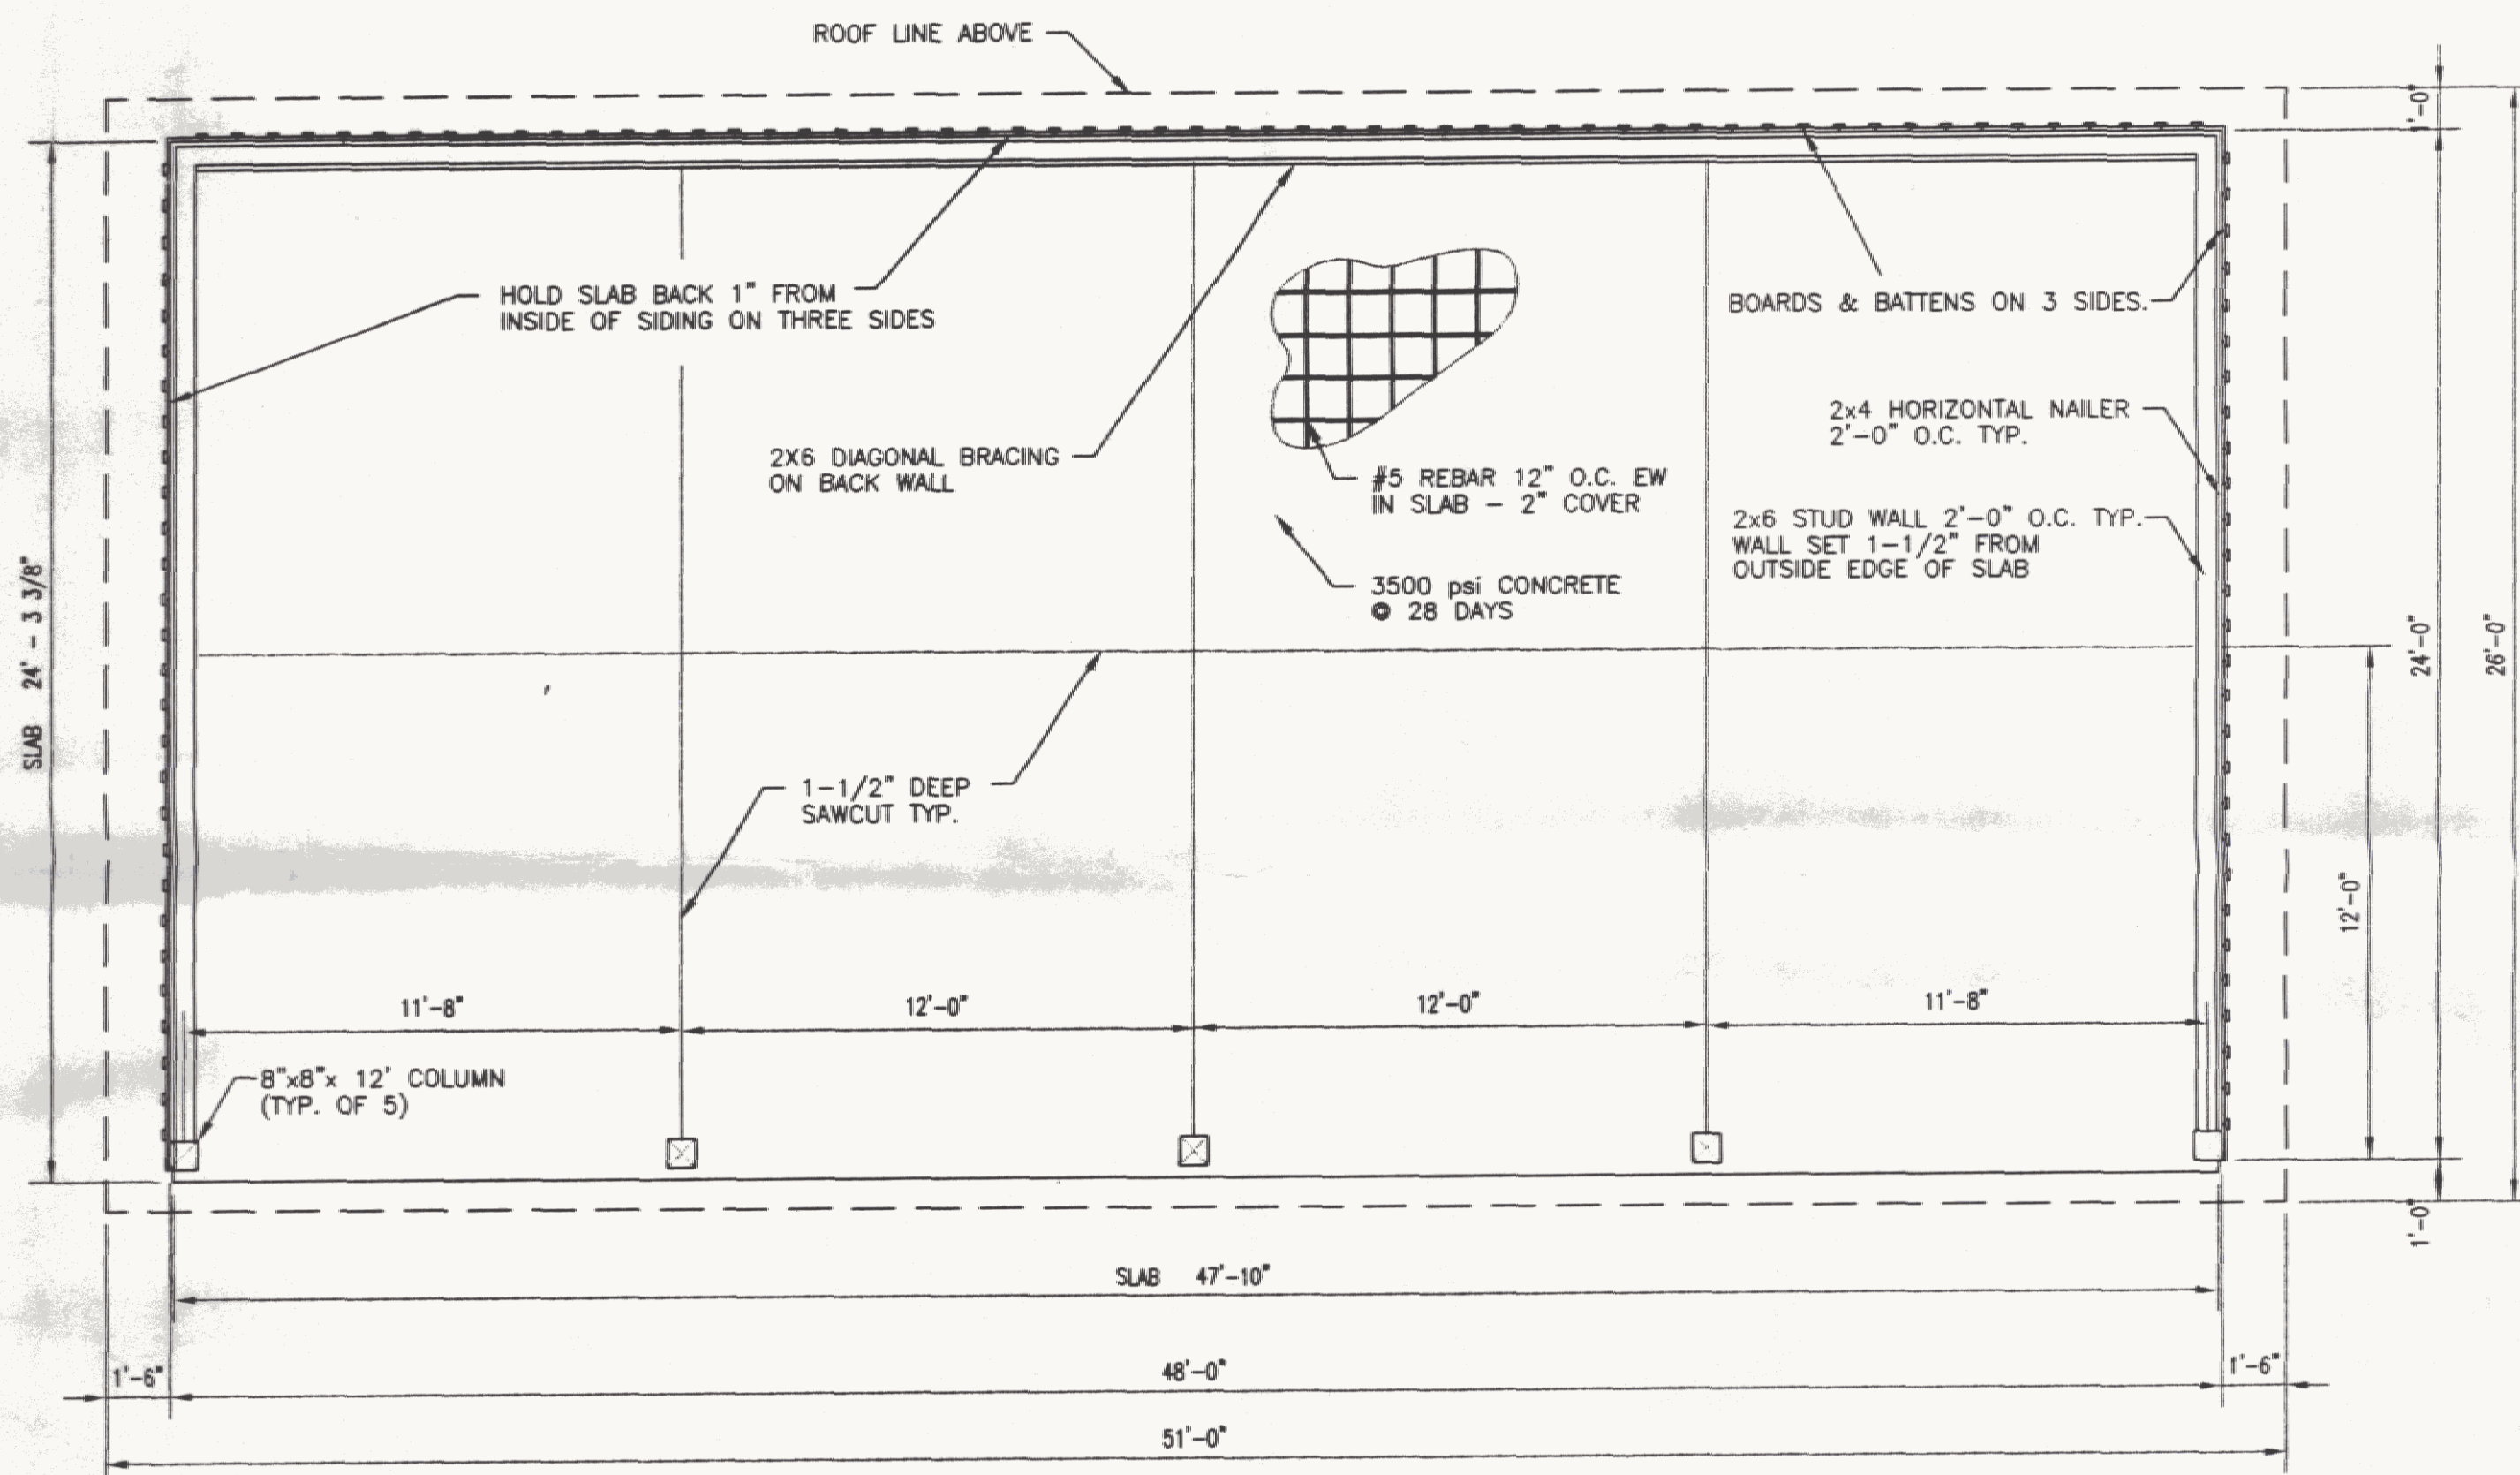 ROOF LINE ABOVE
1'-0"
HOLD SLAB BACK 1" FROM
INSIDE OF SIDING ON THREE SIDES
BOARDS & BATTENS ON 3 SIDES.
2X6 DIAGONAL BRACING
ON BACK WALL
2x4 HORIZONTAL NAILER
2'-0" O.C. TYP.
#5 REBAR 12" O.C. EW
IN SLAB - 2" COVER
2x6 STUD WALL 2'-0" O.C. TYP.
WALL SET 1-1/2" FROM
OUTSIDE EDGE OF SLAB
3500 psi CONCRETE
@ 28 DAYS
SLAB 24' - 3 3/8"
24'-0"
26'-0"
1-1/2" DEEP
SAWCUT TYP.
12'-0"
11'-8"
12'-0"
12'-0"
11'-8"
8"x8"x 12' COLUMN
(TYP. OF 5)
1'-0"
SLAB 47'-10"
1'-6"
48'-0"
1'-6"
51'-0"